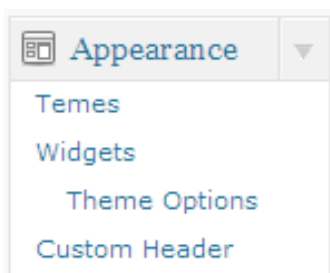 Appearance
Temes
Widgets
Theme Options
Custom Header